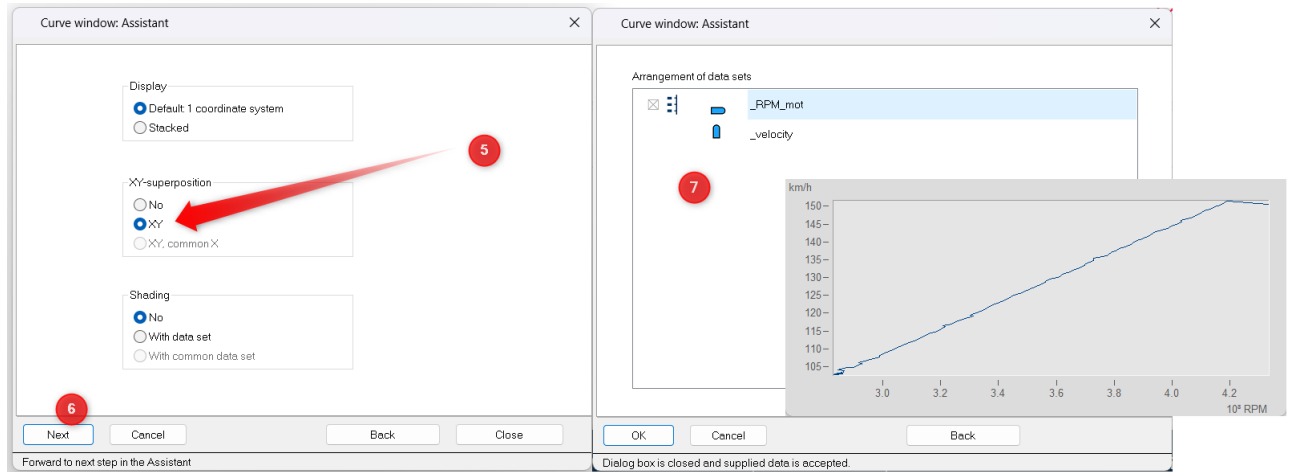 Curve window: Assistant
Display
Default: 1 coordinate system
Stacked
XY-superposition
No
XY
XY, common X
Shading
No
With data set
With common data set
5
6
Next
Cancel
Back
Close
Forward to next step in the Assistant
Curve window: Assistant
Arrangement of data sets
_RPM_mot
_velocity
7
km/h
150
145
140
135
130
125
120
115
110
105
3.0 3.2 3.4 3.6 3.8 4.0 4.2
RPM
OK
Cancel
Back
Dialog box is closed and supplied data is accepted.